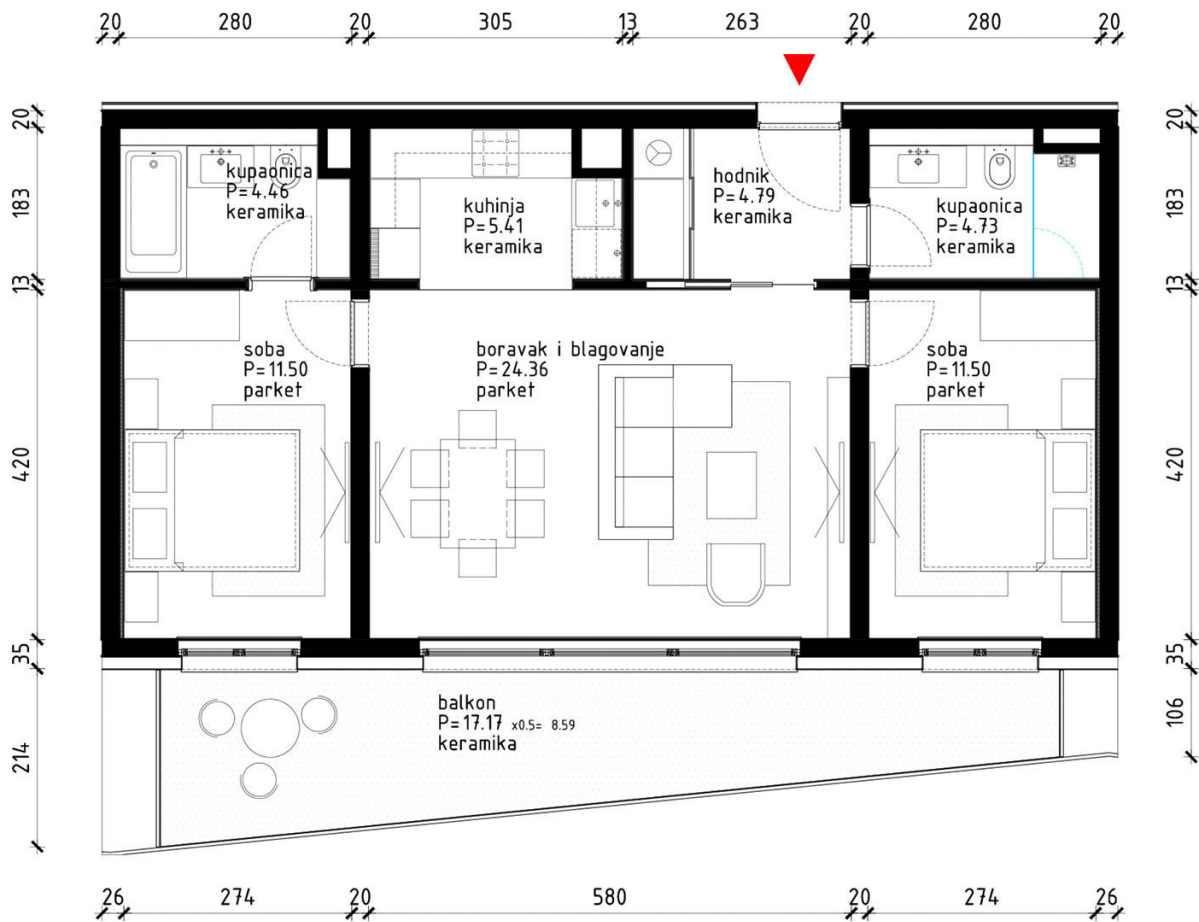 20 280 20 305 13 263 20 280 20
20
183
13
420
35
214
20
183
13
420
35
106
kupaonica
P=4.46
keramika
kuhinja
P=5.41
keramika
hodnik
P=4.79
keramika
kupaonica
P=4.73
keramika
soba
P=11.50
parket
boravak i blagovanje
P=24.36
parket
soba
P=11.50
parket
balkon
P=17.17 x0.5= 8.59
keramika
26 274 20 580 20 274 26